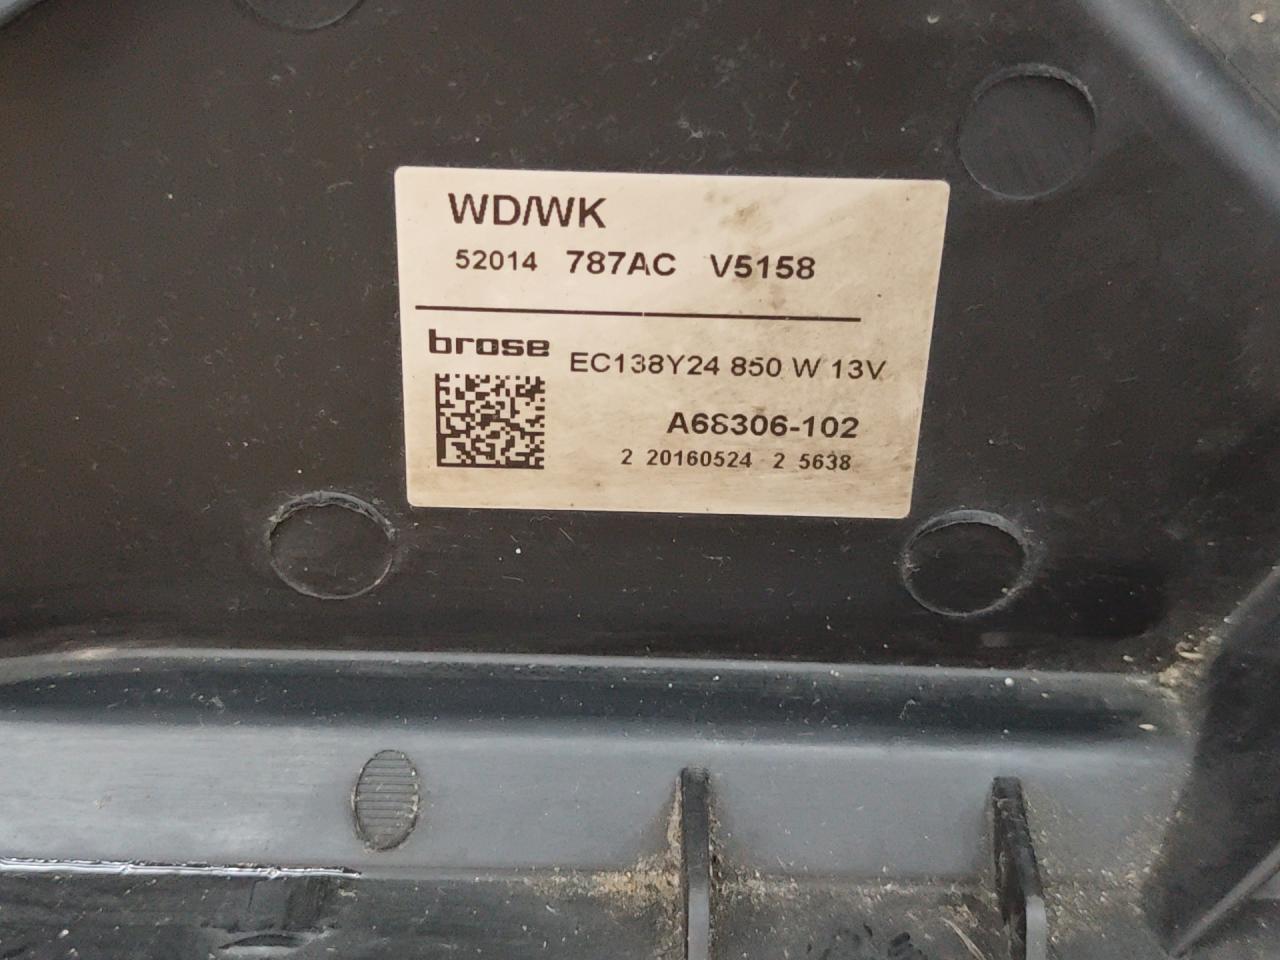 WD/WK
52014 787AC V5158
brose EC138Y24 850 W 13V
A68306-102
2 20160524 2 5638